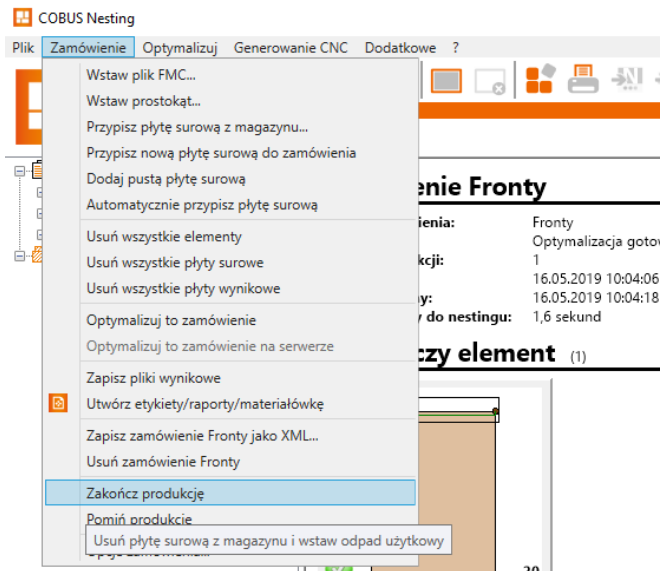 COBUS Nesting
Plik Zamówienie Optymalizuj Generowanie CNC Dodatkowe ?
Wstaw plik FMC...
Wstaw prostokąt...
Przypisz płytę surową z magazynu...
Przypisz nową płytę surową do zamówienia
Dodaj pustą płytę surową
Automatycznie przypisz płytę surową
Usuń wszystkie elementy
Usuń wszystkie płyty surowe
Usuń wszystkie płyty wynikowe
Optymalizuj to zamówienie
Optymalizuj to zamówienie na serwerze
Zapisz pliki wynikowe
Utwórz etykiety/raporty/materiałówkę
Zapisz zamówienie Fronty jako XML...
Usuń zamówienie Fronty
Zakończ produkcję
Pomiń produkcję
Usuń płytę surową z magazynu i wstaw odpad użytkowy
enie Fronty
ienia: Fronty
Optymalizacja goto
kcji: 1
16.05.2019 10:04:06
y: 16.05.2019 10:04:18
y do nestingu: 1,6 sekund
czy element (1)
20